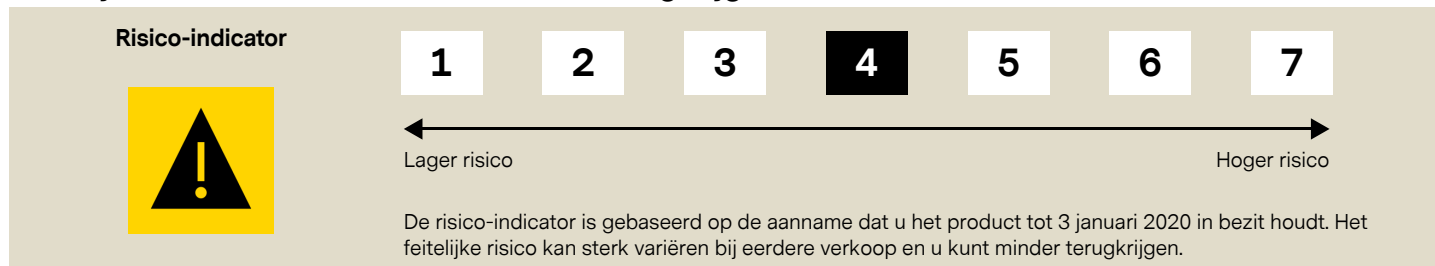 Risico-indicator
1 2 3 4 5 6 7
Lager risico Hoger risico
De risico-indicator is gebaseerd op de aanname dat u het product tot 3 januari 2020 in bezit houdt. Het
feitelijke risico kan sterk variëren bij eerdere verkoop en u kunt minder terugkrijgen.